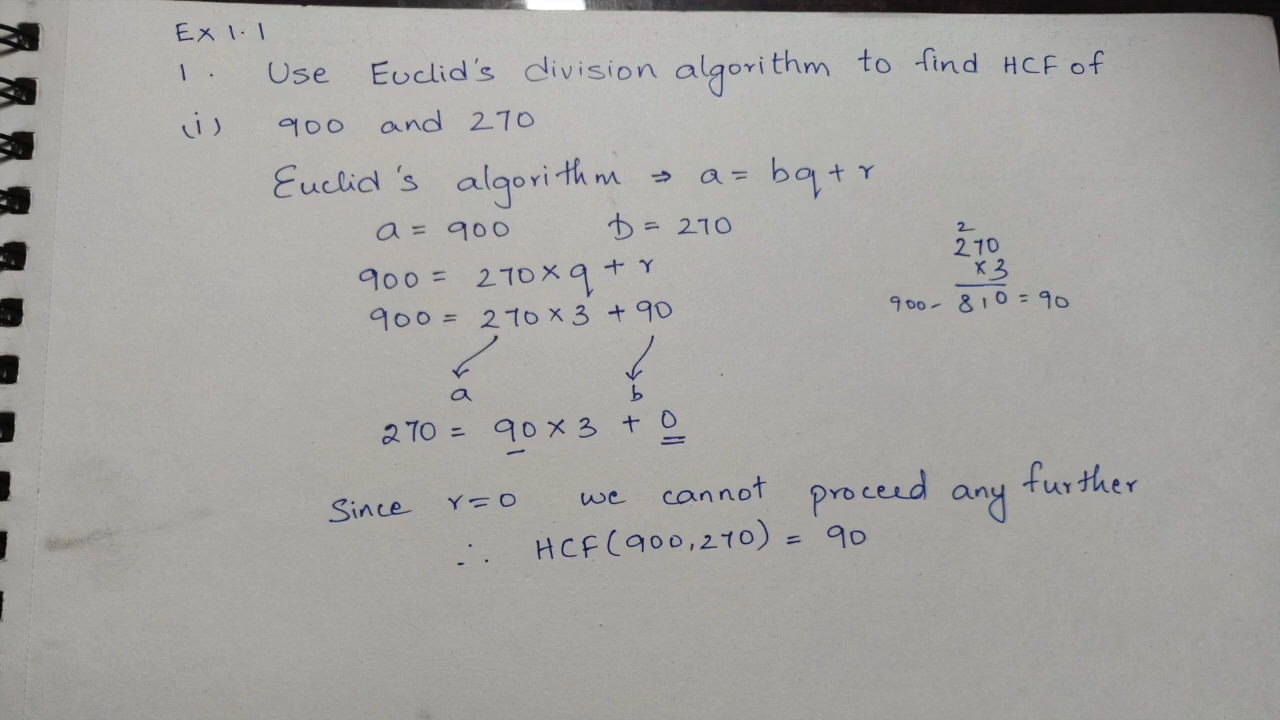 Ex 1.1
1. Use Euclid's division algorithm to find HCF of
(i) 900 and 270
Euclid's algorithm ⇒ a = bq + r
a = 900 b = 270
900 = 270 × q + r
900 = 270 × 3 + 90
a b
270 = 90 × 3 + 0
Since r = 0 we cannot proceed any further
∴ HCF(900,270) = 90
2
270
×3
900 - 810 = 90